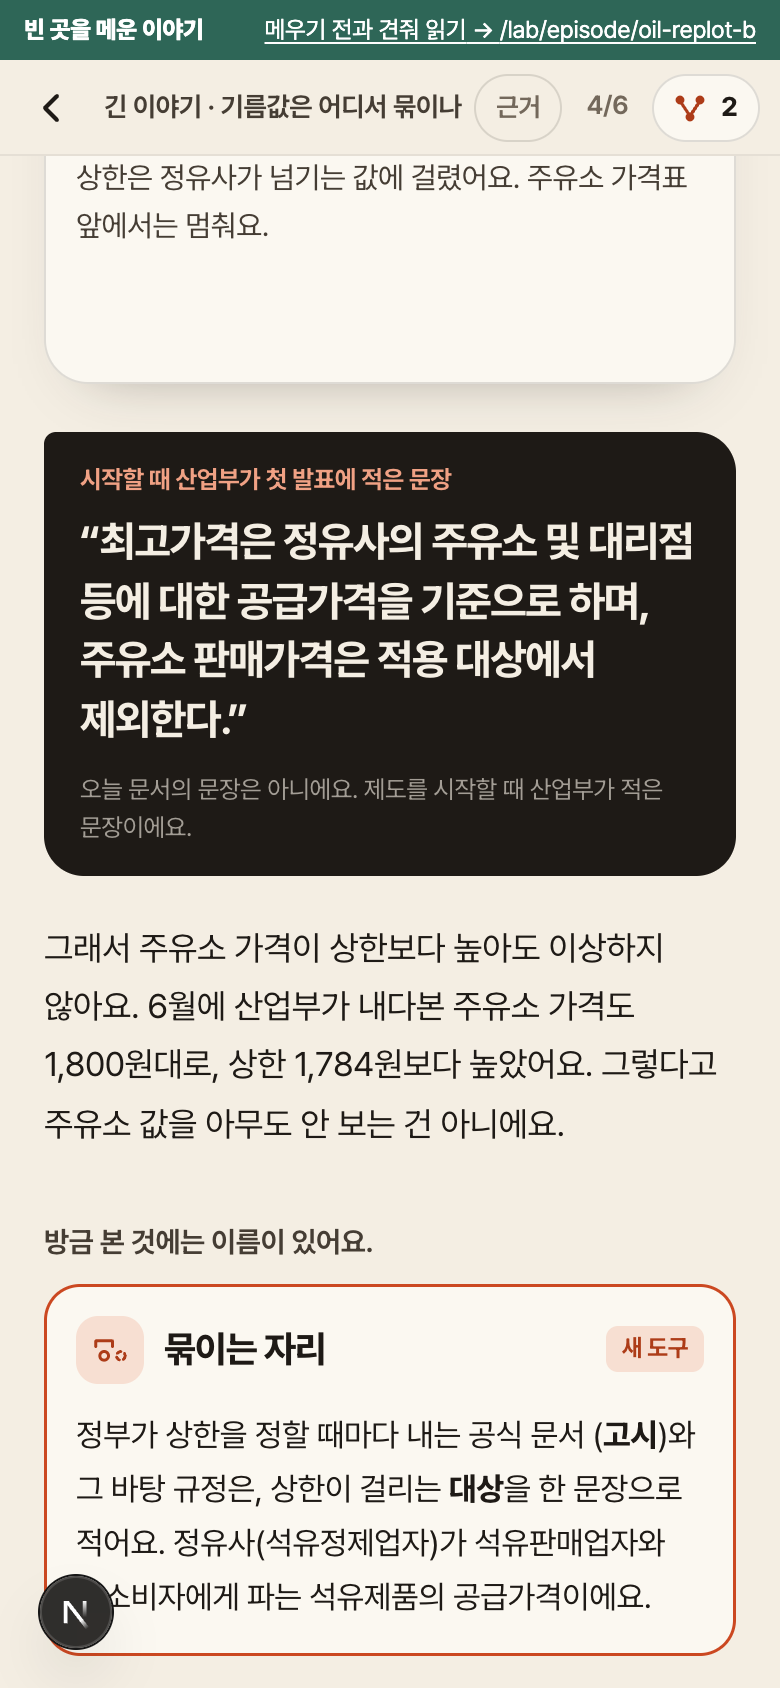 빈 곳을 메운 이야기
메우기 전과 견줘 읽기 → /lab/episode/oil-replot-b
긴 이야기 · 기름값은 어디서 묶이나
근거
4/6
2
상한은 정유사가 넘기는 값에 걸렸어요. 주유소 가격표
앞에서는 멈춰요.
시작할 때 산업부가 첫 발표에 적은 문장
“최고가격은 정유사의 주유소 및 대리점
등에 대한 공급가격을 기준으로 하며,
주유소 판매가격은 적용 대상에서
제외한다.”
오늘 문서의 문장은 아니에요. 제도를 시작할 때 산업부가 적은
문장이에요.
그래서 주유소 가격이 상한보다 높아도 이상하지
않아요. 6월에 산업부가 내다본 주유소 가격도
1,800원대로, 상한 1,784원보다 높았어요. 그렇다고
주유소 값을 아무도 안 보는 건 아니에요.
방금 본 것에는 이름이 있어요.
묶이는 자리
새 도구
정부가 상한을 정할 때마다 내는 공식 문서 (고시)와
그 바탕 규정은, 상한이 걸리는 대상을 한 문장으로
적어요. 정유사(석유정제업자)가 석유판매업자와
소비자에게 파는 석유제품의 공급가격이에요.
N